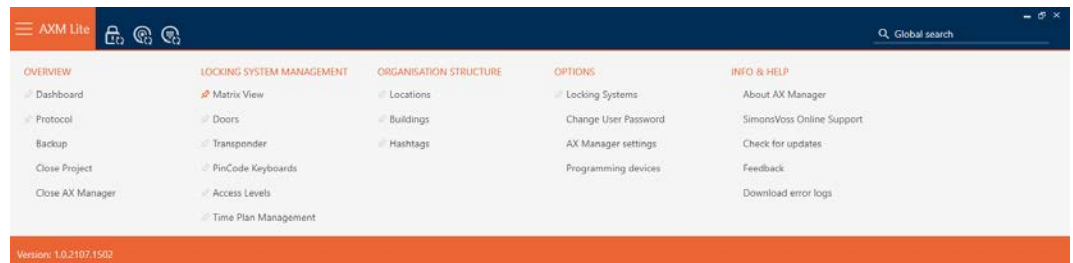 AXM Lite
Global search
OVERVIEW
Dashboard
Protocol
Backup
Close Project
Close AX Manager
LOCKING SYSTEM MANAGEMENT
Matrix View
Doors
Transponder
PinCode Keyboards
Access Levels
Time Plan Management
ORGANISATION STRUCTURE
Locations
Buildings
Hashtags
OPTIONS
Locking Systems
Change User Password
AX Manager settings
Programming devices
INFO & HELP
About AX Manager
SimonsVoss Online Support
Check for updates
Feedback
Download error logs
Version: 1.0.2107.1502